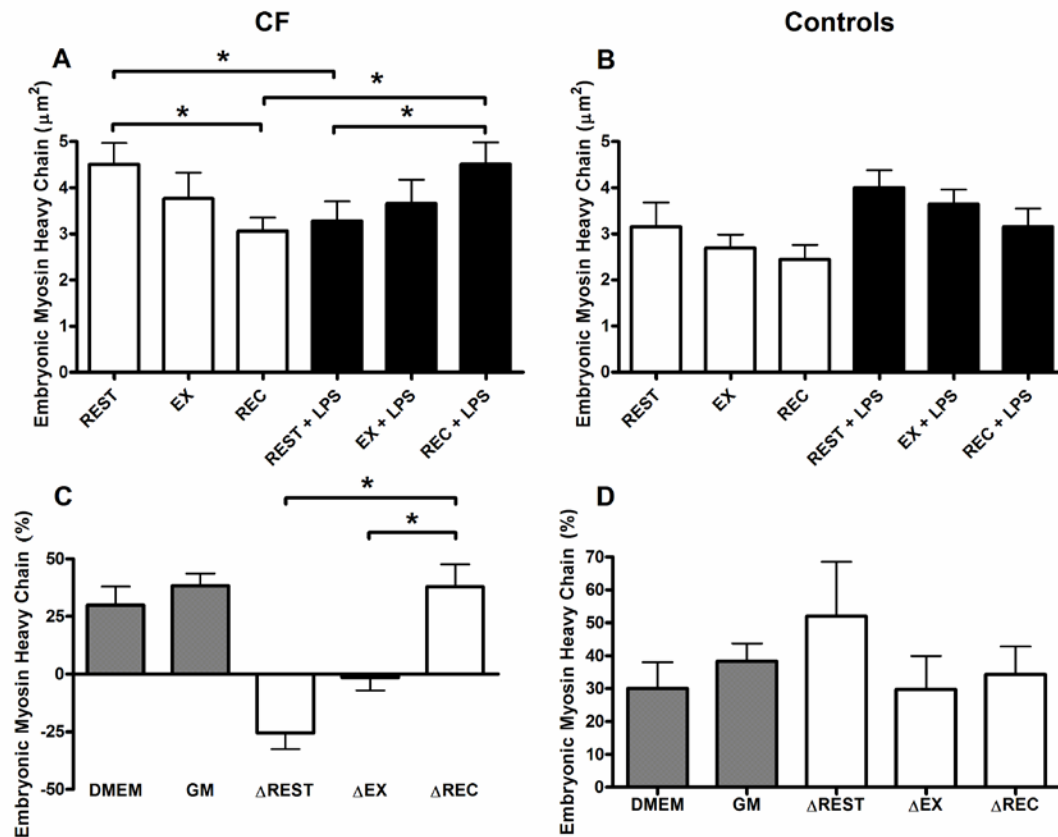 CF
Controls
A
*
*
*
*
Embryonic Myosin Heavy Chain (μm²)
5
4
3
2
1
0
REST
EX
REC
REST + LPS
EX + LPS
REC + LPS
B
Embryonic Myosin Heavy Chain (μm²)
5
4
3
2
1
0
REST
EX
REC
REST + LPS
EX + LPS
REC + LPS
C
*
*
Embryonic Myosin Heavy Chain (%)
50
25
0
-25
-50
DMEM
GM
ΔREST
ΔEX
ΔREC
D
Embryonic Myosin Heavy Chain (%)
70
60
50
40
30
20
10
0
DMEM
GM
ΔREST
ΔEX
ΔREC